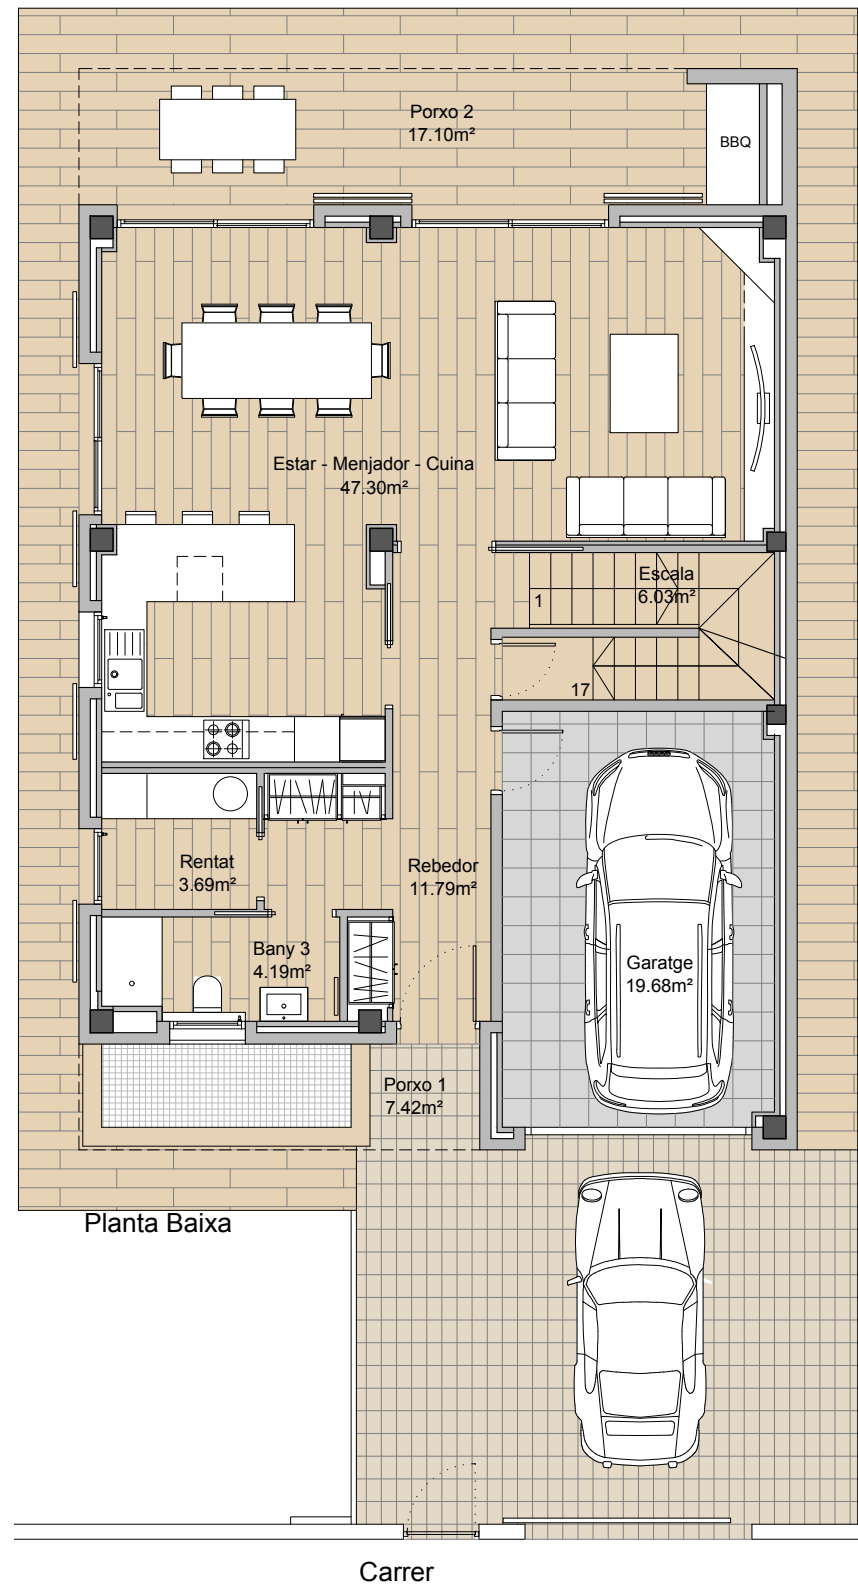 Porxo 2
17.10m²
BBQ
Estar - Menjador - Cuina
47.30m²
Escala
6.03m²
1
17
Rentat
3.69m²
Rebedor
11.79m²
Bany 3
4.19m²
Garatge
19.68m²
Porxo 1
7.42m²
Planta Baixa
Carrer